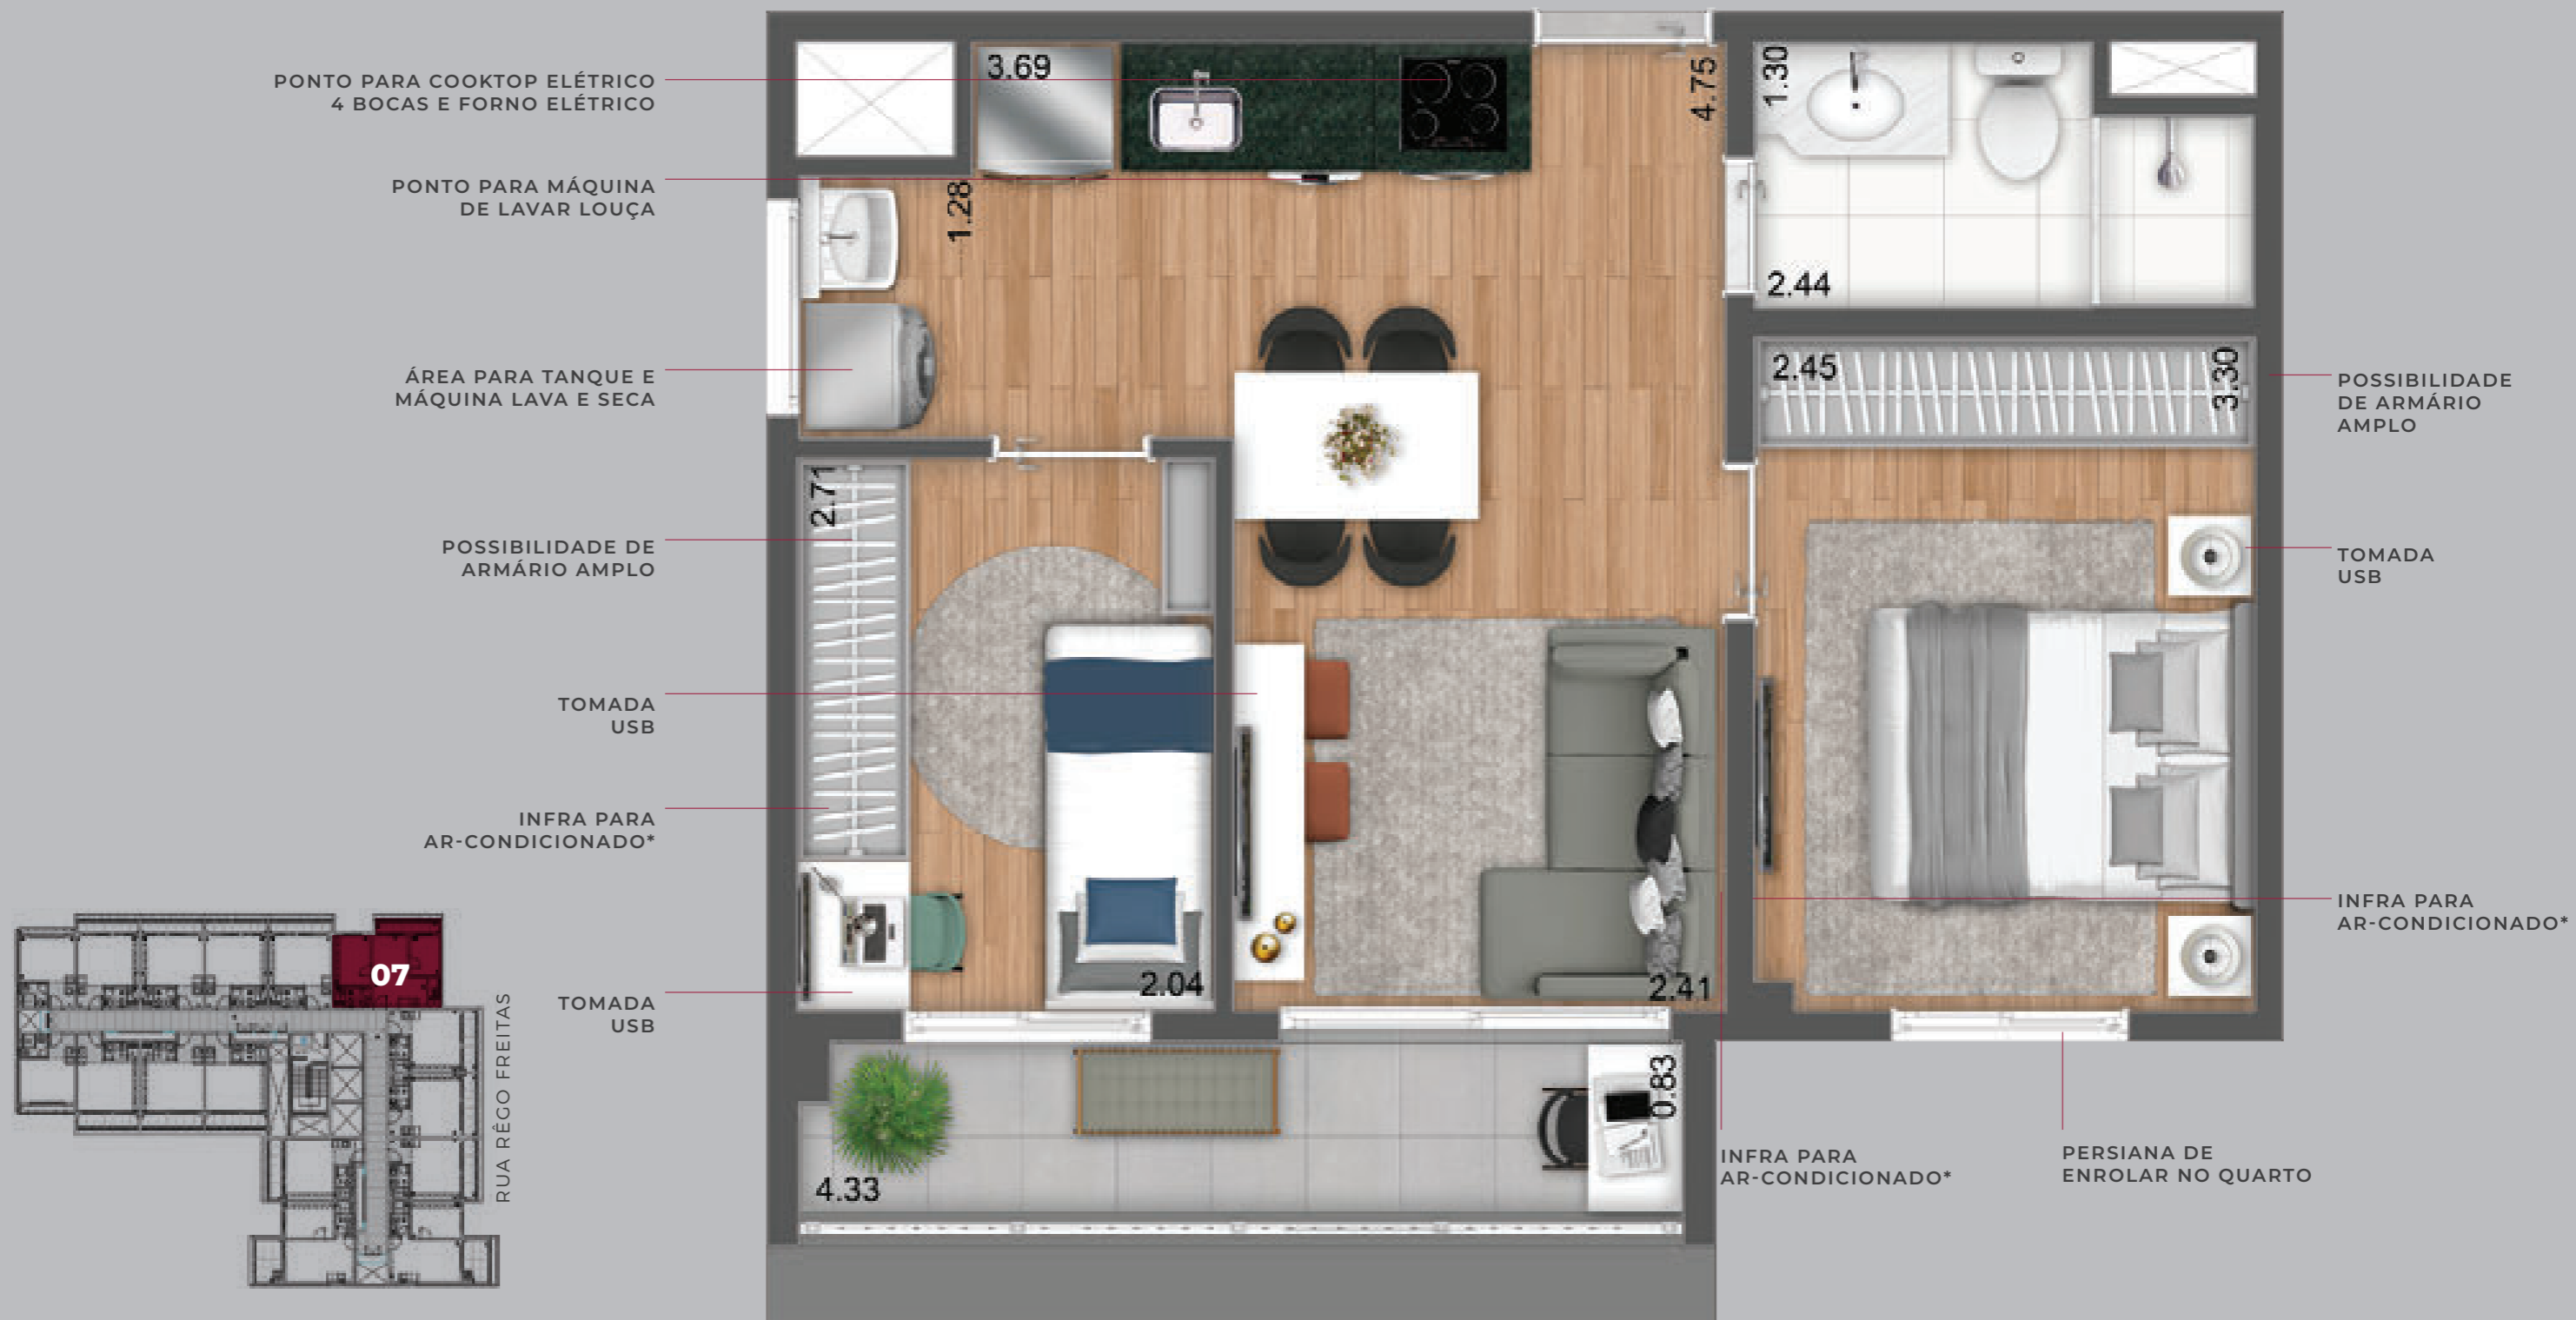 PONTO PARA COOKTOP ELÉTRICO
4 BOCAS E FORNO ELÉTRICO
PONTO PARA MÁQUINA
DE LAVAR LOUÇA
ÁREA PARA TANQUE E
MÁQUINA LAVA E SECA
POSSIBILIDADE DE
ARMÁRIO AMPLO
TOMADA
USB
INFRA PARA
AR-CONDICIONADO*
TOMADA
USB
07
RUA RÊGO FREITAS
3.69
4.75
1.30
1.28
2.44
2.45
3.30
2.71
2.04
2.41
0.83
4.33
POSSIBILIDADE
DE ARMÁRIO
AMPLO
TOMADA
USB
INFRA PARA
AR-CONDICIONADO*
INFRA PARA
AR-CONDICIONADO*
PERSIANA DE
ENROLAR NO QUARTO